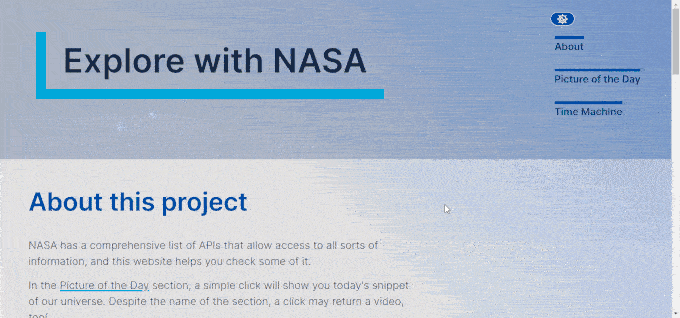 Explore with NASA
About
Picture of the Day
Time Machine
About this project
NASA has a comprehensive list of APIs that allow access to all sorts of
information, and this website helps you check some of it.
In the Picture of the Day section, a simple click will show you today's snippet
of our universe. Despite the name of the section, a click may return a video,
too!